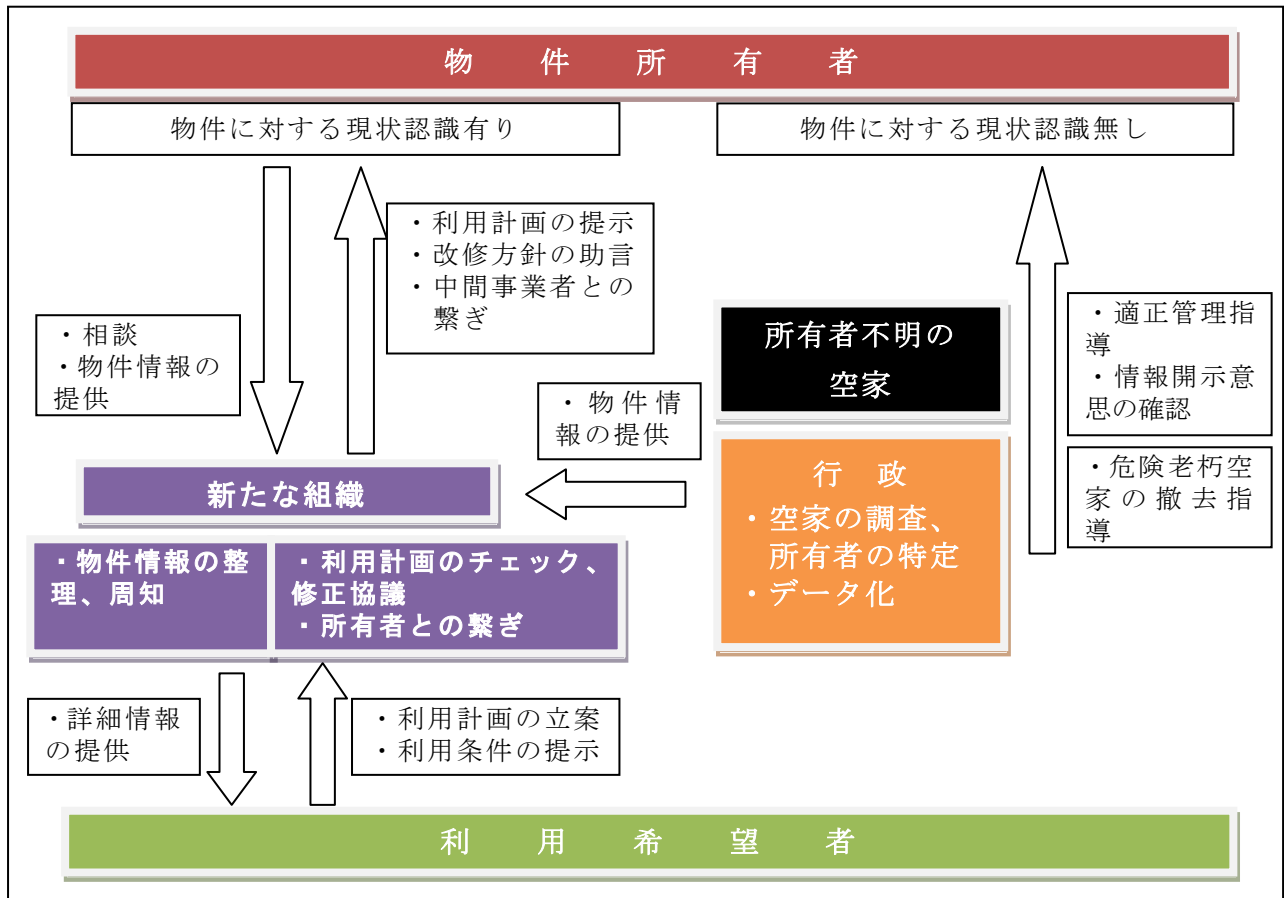 物件所有者
物件に対する現状認識有り
物件に対する現状認識無し
・相談
・物件情報の
提供
・利用計画の提示
・改修方針の助言
・中間事業者との
繋ぎ
・物件情
報の提供
所有者不明の
空家
・適正管理指
導
・情報開示意
思の確認
・危険老朽空
家の撤去指
導
新たな組織
・物件情報の整
理、周知
・利用計画のチェック、
修正協議
・所有者との繋ぎ
行政
・空家の調査、
所有者の特定
・データ化
・詳細情報
の提供
・利用計画の立案
・利用条件の提示
利用希望者